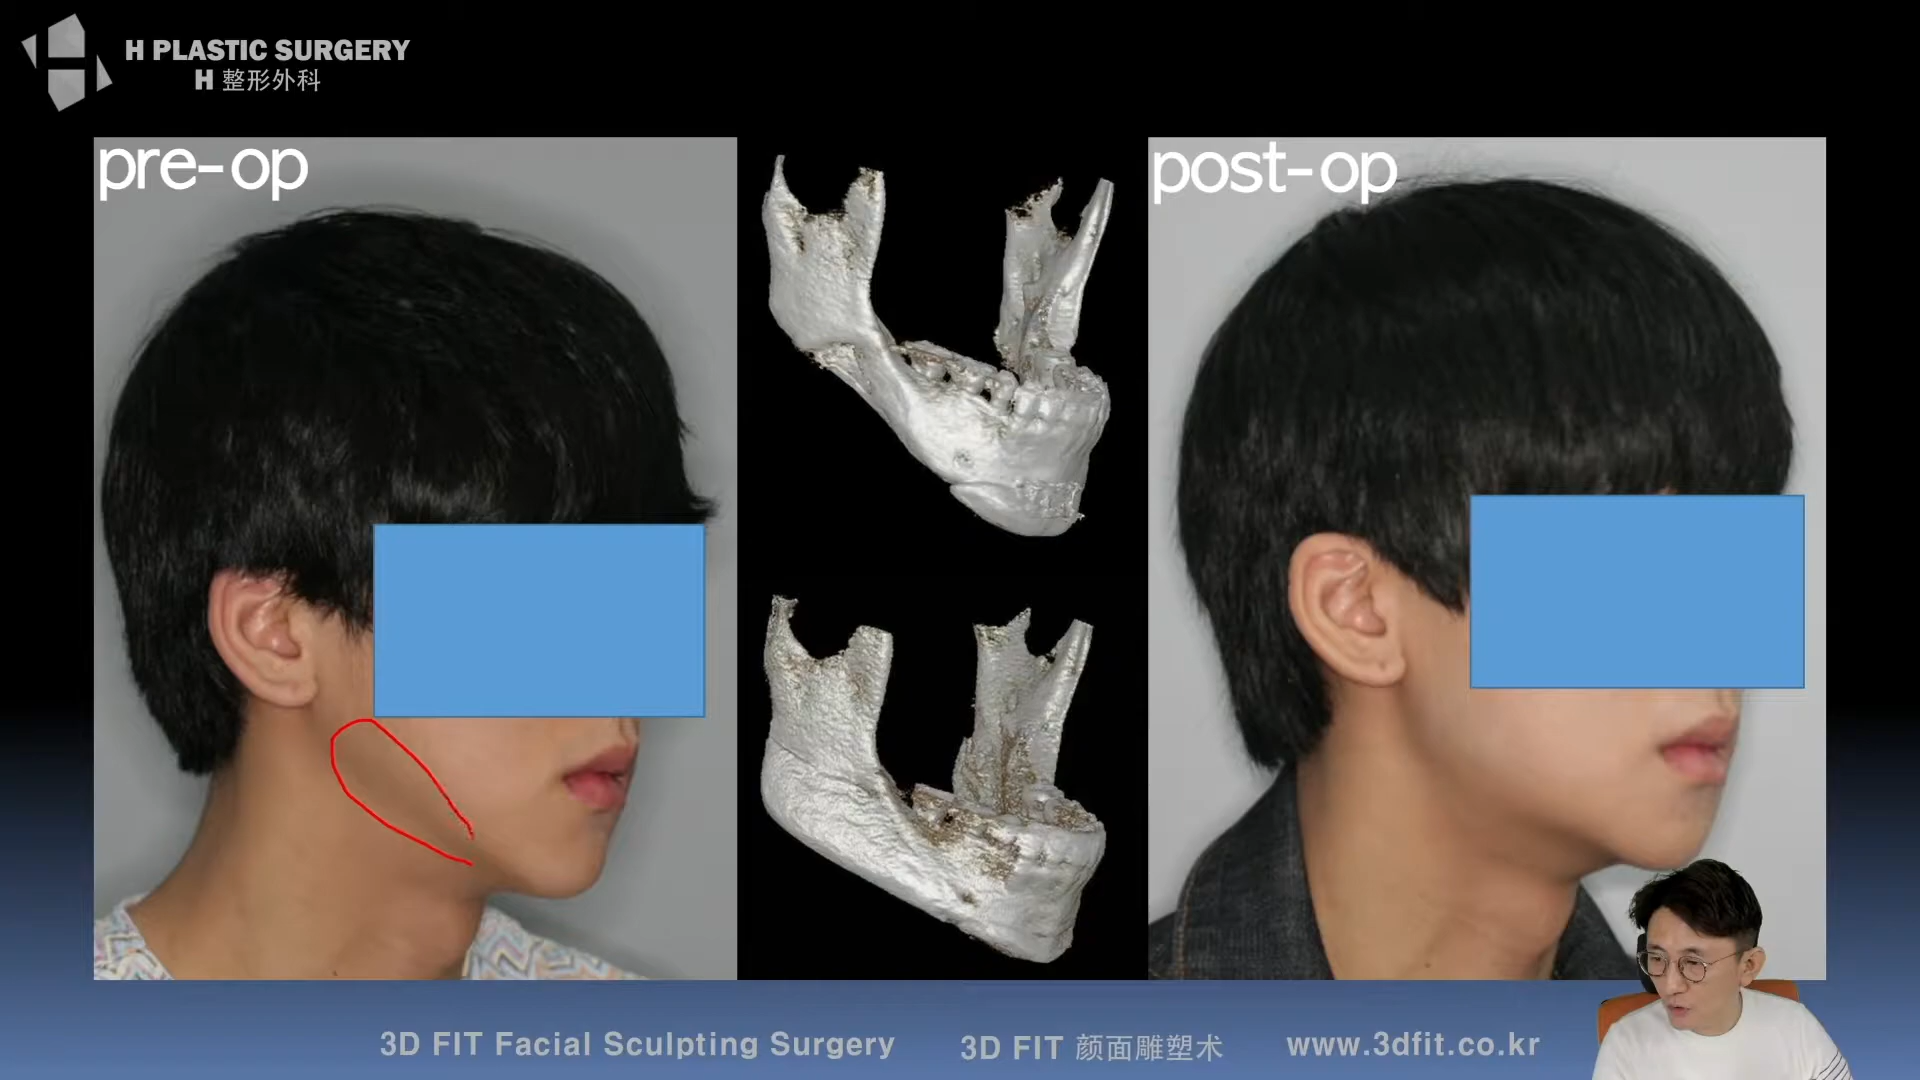 H PLASTIC SURGERY
H 整形外科
pre-op
post-op
3D FIT Facial Sculpting Surgery
3D FIT 颜面雕塑术
www.3dfit.co.kr